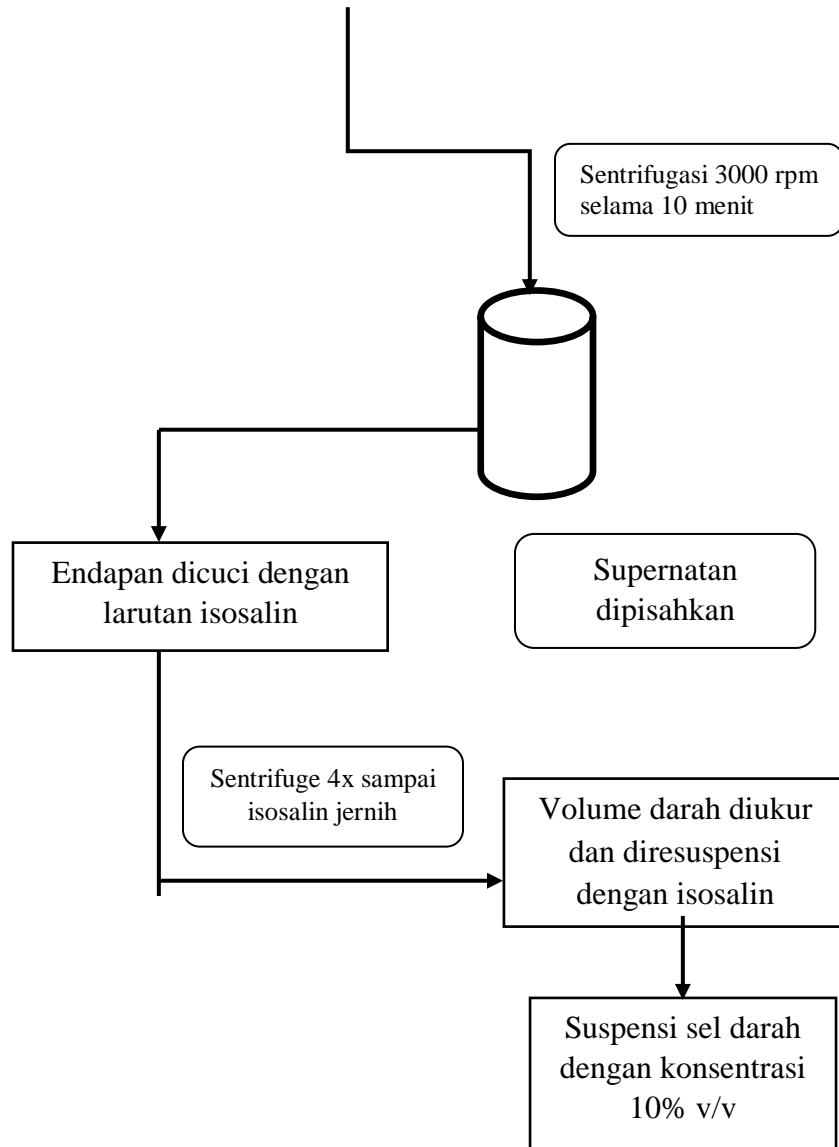 Sentrifugasi 3000 rpm
selama 10 menit
Endapan dicuci dengan
larutan isosalin
Supernatan
dipisahkan
Sentrifuge 4x sampai
isosalin jernih
Volume darah diukur
dan diresuspensi
dengan isosalin
Suspensi sel darah
dengan konsentrasi
10% v/v